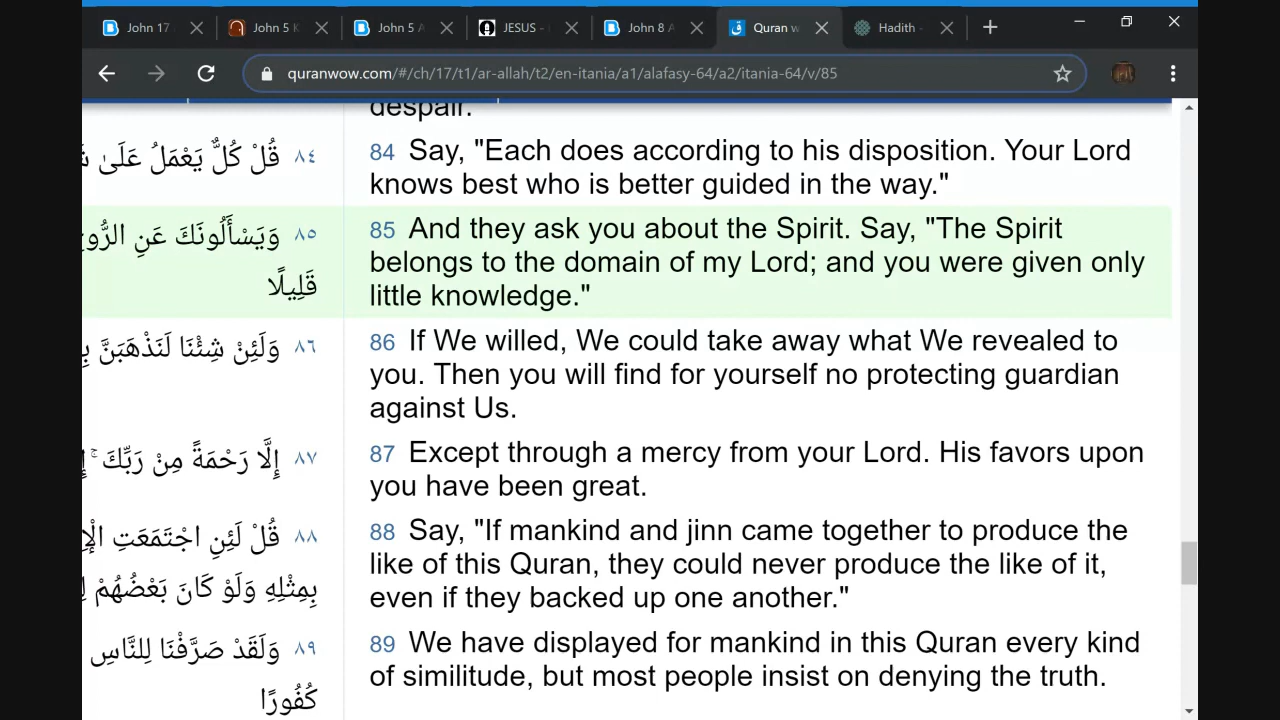 John 17
John 5 K
John 5 A
JESUS -
John 8 A
Quran w
Hadith -
quranwow.com/#/ch/17/t1/ar-allah/t2/en-itania/a1/alafasy-64/a2/itania-64/v/85
despair.
٨٤ قُلْ كُلٌّ يَعْمَلُ عَلَىٰ
84 Say, "Each does according to his disposition. Your Lord
knows best who is better guided in the way."
٨٥ وَيَسْأَلُونَكَ عَنِ الرُّو
قَلِيلًا
85 And they ask you about the Spirit. Say, "The Spirit
belongs to the domain of my Lord; and you were given only
little knowledge."
٨٦ وَلَئِنْ شِئْنَا لَنَذْهَبَنَّ
86 If We willed, We could take away what We revealed to
you. Then you will find for yourself no protecting guardian
against Us.
٨٧ إِلَّا رَحْمَةً مِنْ رَبِّكَ ۚ
87 Except through a mercy from your Lord. His favors upon
you have been great.
٨٨ قُلْ لَئِنِ اجْتَمَعَتِ الْإِ
بِمِثْلِهِ وَلَوْ كَانَ بَعْضُهُمْ
88 Say, "If mankind and jinn came together to produce the
like of this Quran, they could never produce the like of it,
even if they backed up one another."
٨٩ وَلَقَدْ صَرَّفْنَا لِلنَّاسِ
كُفُورًا
89 We have displayed for mankind in this Quran every kind
of similitude, but most people insist on denying the truth.